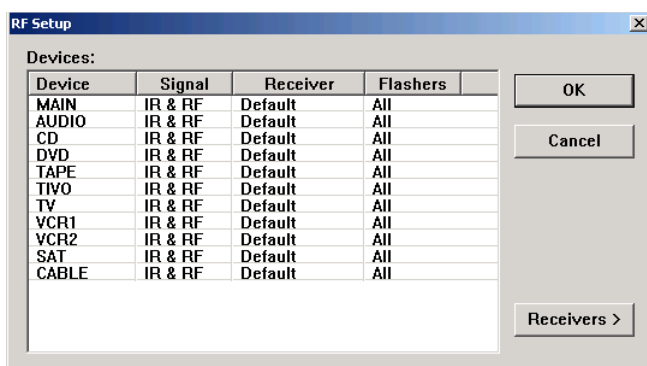 RF Setup
Devices:
Device Signal Receiver Flashers
MAIN IR & RF Default All
AUDIO IR & RF Default All
CD IR & RF Default All
DVD IR & RF Default All
TAPE IR & RF Default All
TIVO IR & RF Default All
TV IR & RF Default All
VCR1 IR & RF Default All
VCR2 IR & RF Default All
SAT IR & RF Default All
CABLE IR & RF Default All
OK
Cancel
Receivers >